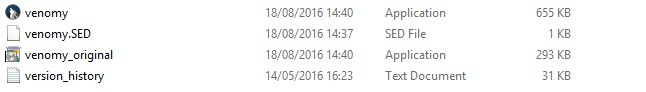 venomy 18/08/2016 14:40 Application 655 KB
venomy.SED 18/08/2016 14:37 SED File 1 KB
venomy_original 18/08/2016 14:40 Application 293 KB
version_history 14/05/2016 16:23 Text Document 31 KB